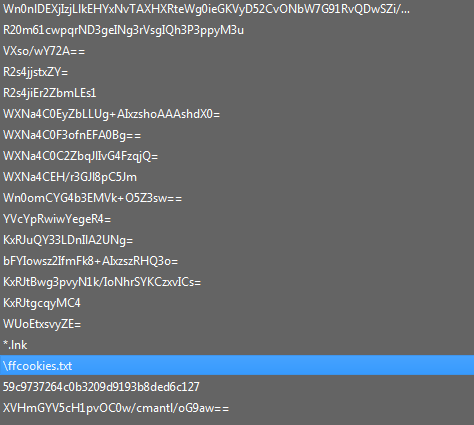 Wn0nIDEXjIzjLlkEHYxNvTAXHXRteWg0ieGKVyD52CvONbW7G91RvQDwSZi/...
R20m61cwpqrND3geINg3rVsgIQh3P3ppyM3u
VXso/wY72A==
R2s4jjstxZY=
R2s4jiEr2ZbmLEs1
WXNa4C0EyZbLLUg+AIxzshoAAAshdX0=
WXNa4C0F3ofnEFA0Bg==
WXNa4C0C2ZbqJlIvG4FzqjQ=
WXNa4CEH/r3GJl8pC5Jm
Wn0omCYG4b3EMVk+O5Z3sw==
YVcYpRwiwYegeR4=
KxRJuQY33LDnIlA2UNg=
bFYIowsz2IfmFk8+AIxzszRHQ3o=
KxRJtBwg3pvyN1k/IoNhrSYKCzxvICs=
KxRJtgcqyMC4
WUoEtxsvyZE=
*.lnk
\ffcookies.txt
59c9737264c0b3209d9193b8ded6c127
XVHmGYV5cH1pvOC0w/cmantl/oG9aw==